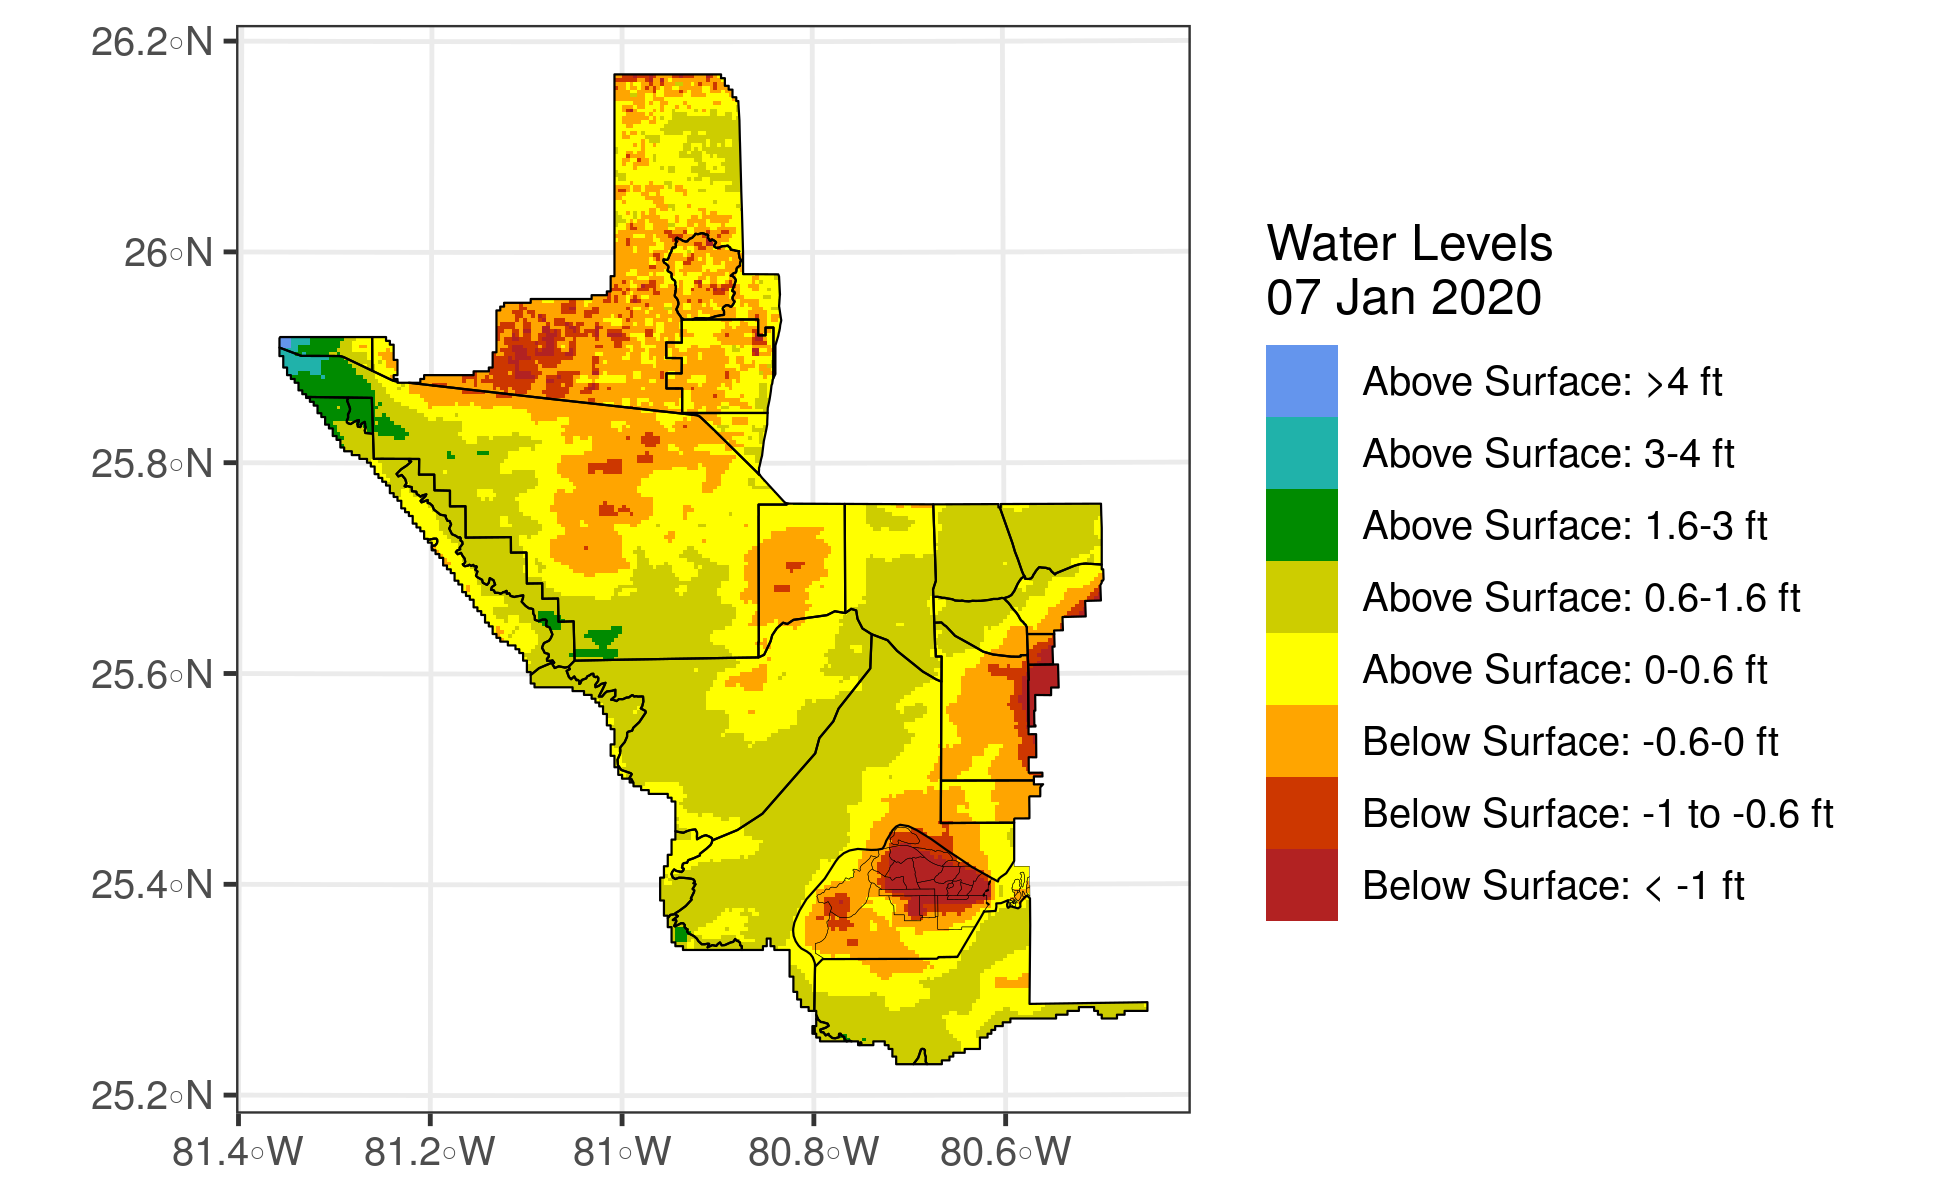 26.2◦N
26◦N
25.8◦N
25.6◦N
25.4◦N
25.2◦N
81.4◦W
81.2◦W
81◦W
80.8◦W
80.6◦W
Water Levels
07 Jan 2020
Above Surface: >4 ft
Above Surface: 3-4 ft
Above Surface: 1.6-3 ft
Above Surface: 0.6-1.6 ft
Above Surface: 0-0.6 ft
Below Surface: -0.6-0 ft
Below Surface: -1 to -0.6 ft
Below Surface: < -1 ft